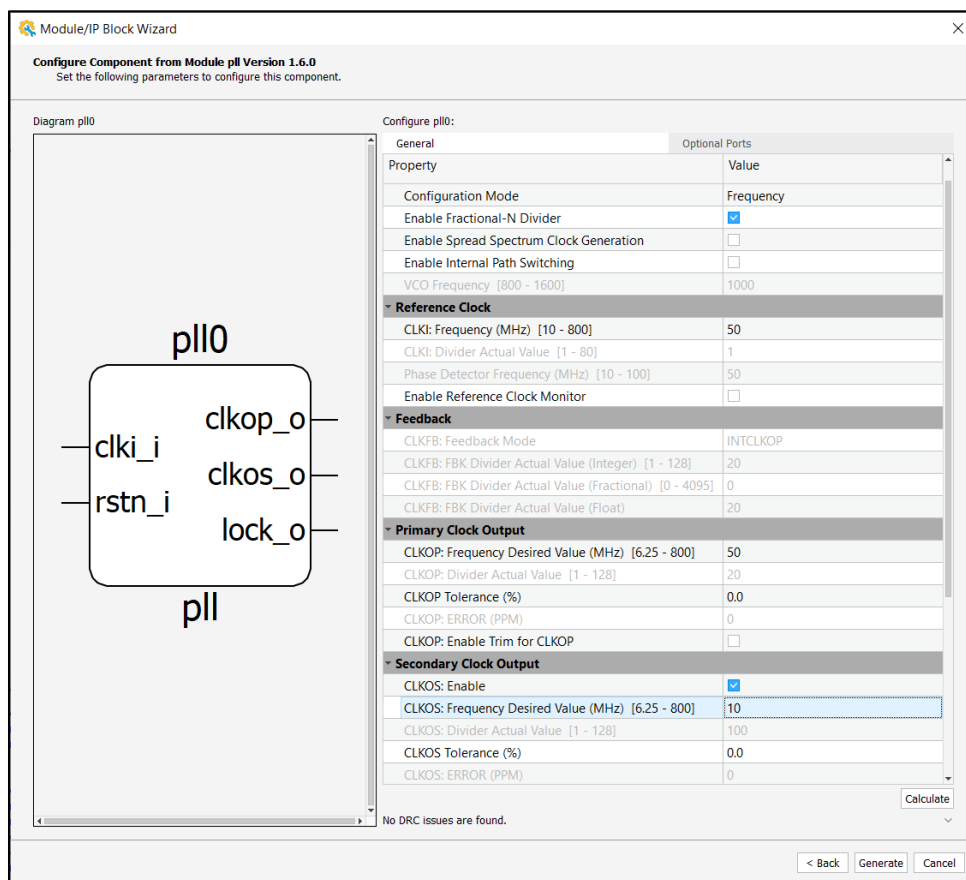 Module/IP Block Wizard
Configure Component from Module pll Version 1.6.0
Set the following parameters to configure this component.
Diagram pll0
Configure pll0:
General Optional Ports
Property Value
Configuration Mode Frequency
Enable Fractional-N Divider
Enable Spread Spectrum Clock Generation
Enable Internal Path Switching
VCO Frequency [800 - 1600] 1000
Reference Clock
CLKI: Frequency (MHz) [10 - 800] 50
CLKI: Divider Actual Value [1 - 80] 1
Phase Detector Frequency (MHz) [10 - 100] 50
Enable Reference Clock Monitor
Feedback
CLKFB: Feedback Mode INTCLKOP
CLKFB: FBK Divider Actual Value (Integer) [1 - 128] 20
CLKFB: FBK Divider Actual Value (Fractional) [0 - 4095] 0
CLKFB: FBK Divider Actual Value (Float) 20
Primary Clock Output
CLKOP: Frequency Desired Value (MHz) [6.25 - 800] 50
CLKOP: Divider Actual Value [1 - 128] 20
CLKOP Tolerance (%) 0.0
CLKOP: ERROR (PPM) 0
CLKOP: Enable Trim for CLKOP
Secondary Clock Output
CLKOS: Enable
CLKOS: Frequency Desired Value (MHz) [6.25 - 800] 10
CLKOS: Divider Actual Value [1 - 128] 100
CLKOS Tolerance (%) 0.0
CLKOS: ERROR (PPM) 0
pll0
clki_i
rstn_i
clkop_o
clkos_o
lock_o
pll
Calculate
No DRC issues are found.
< Back Generate Cancel